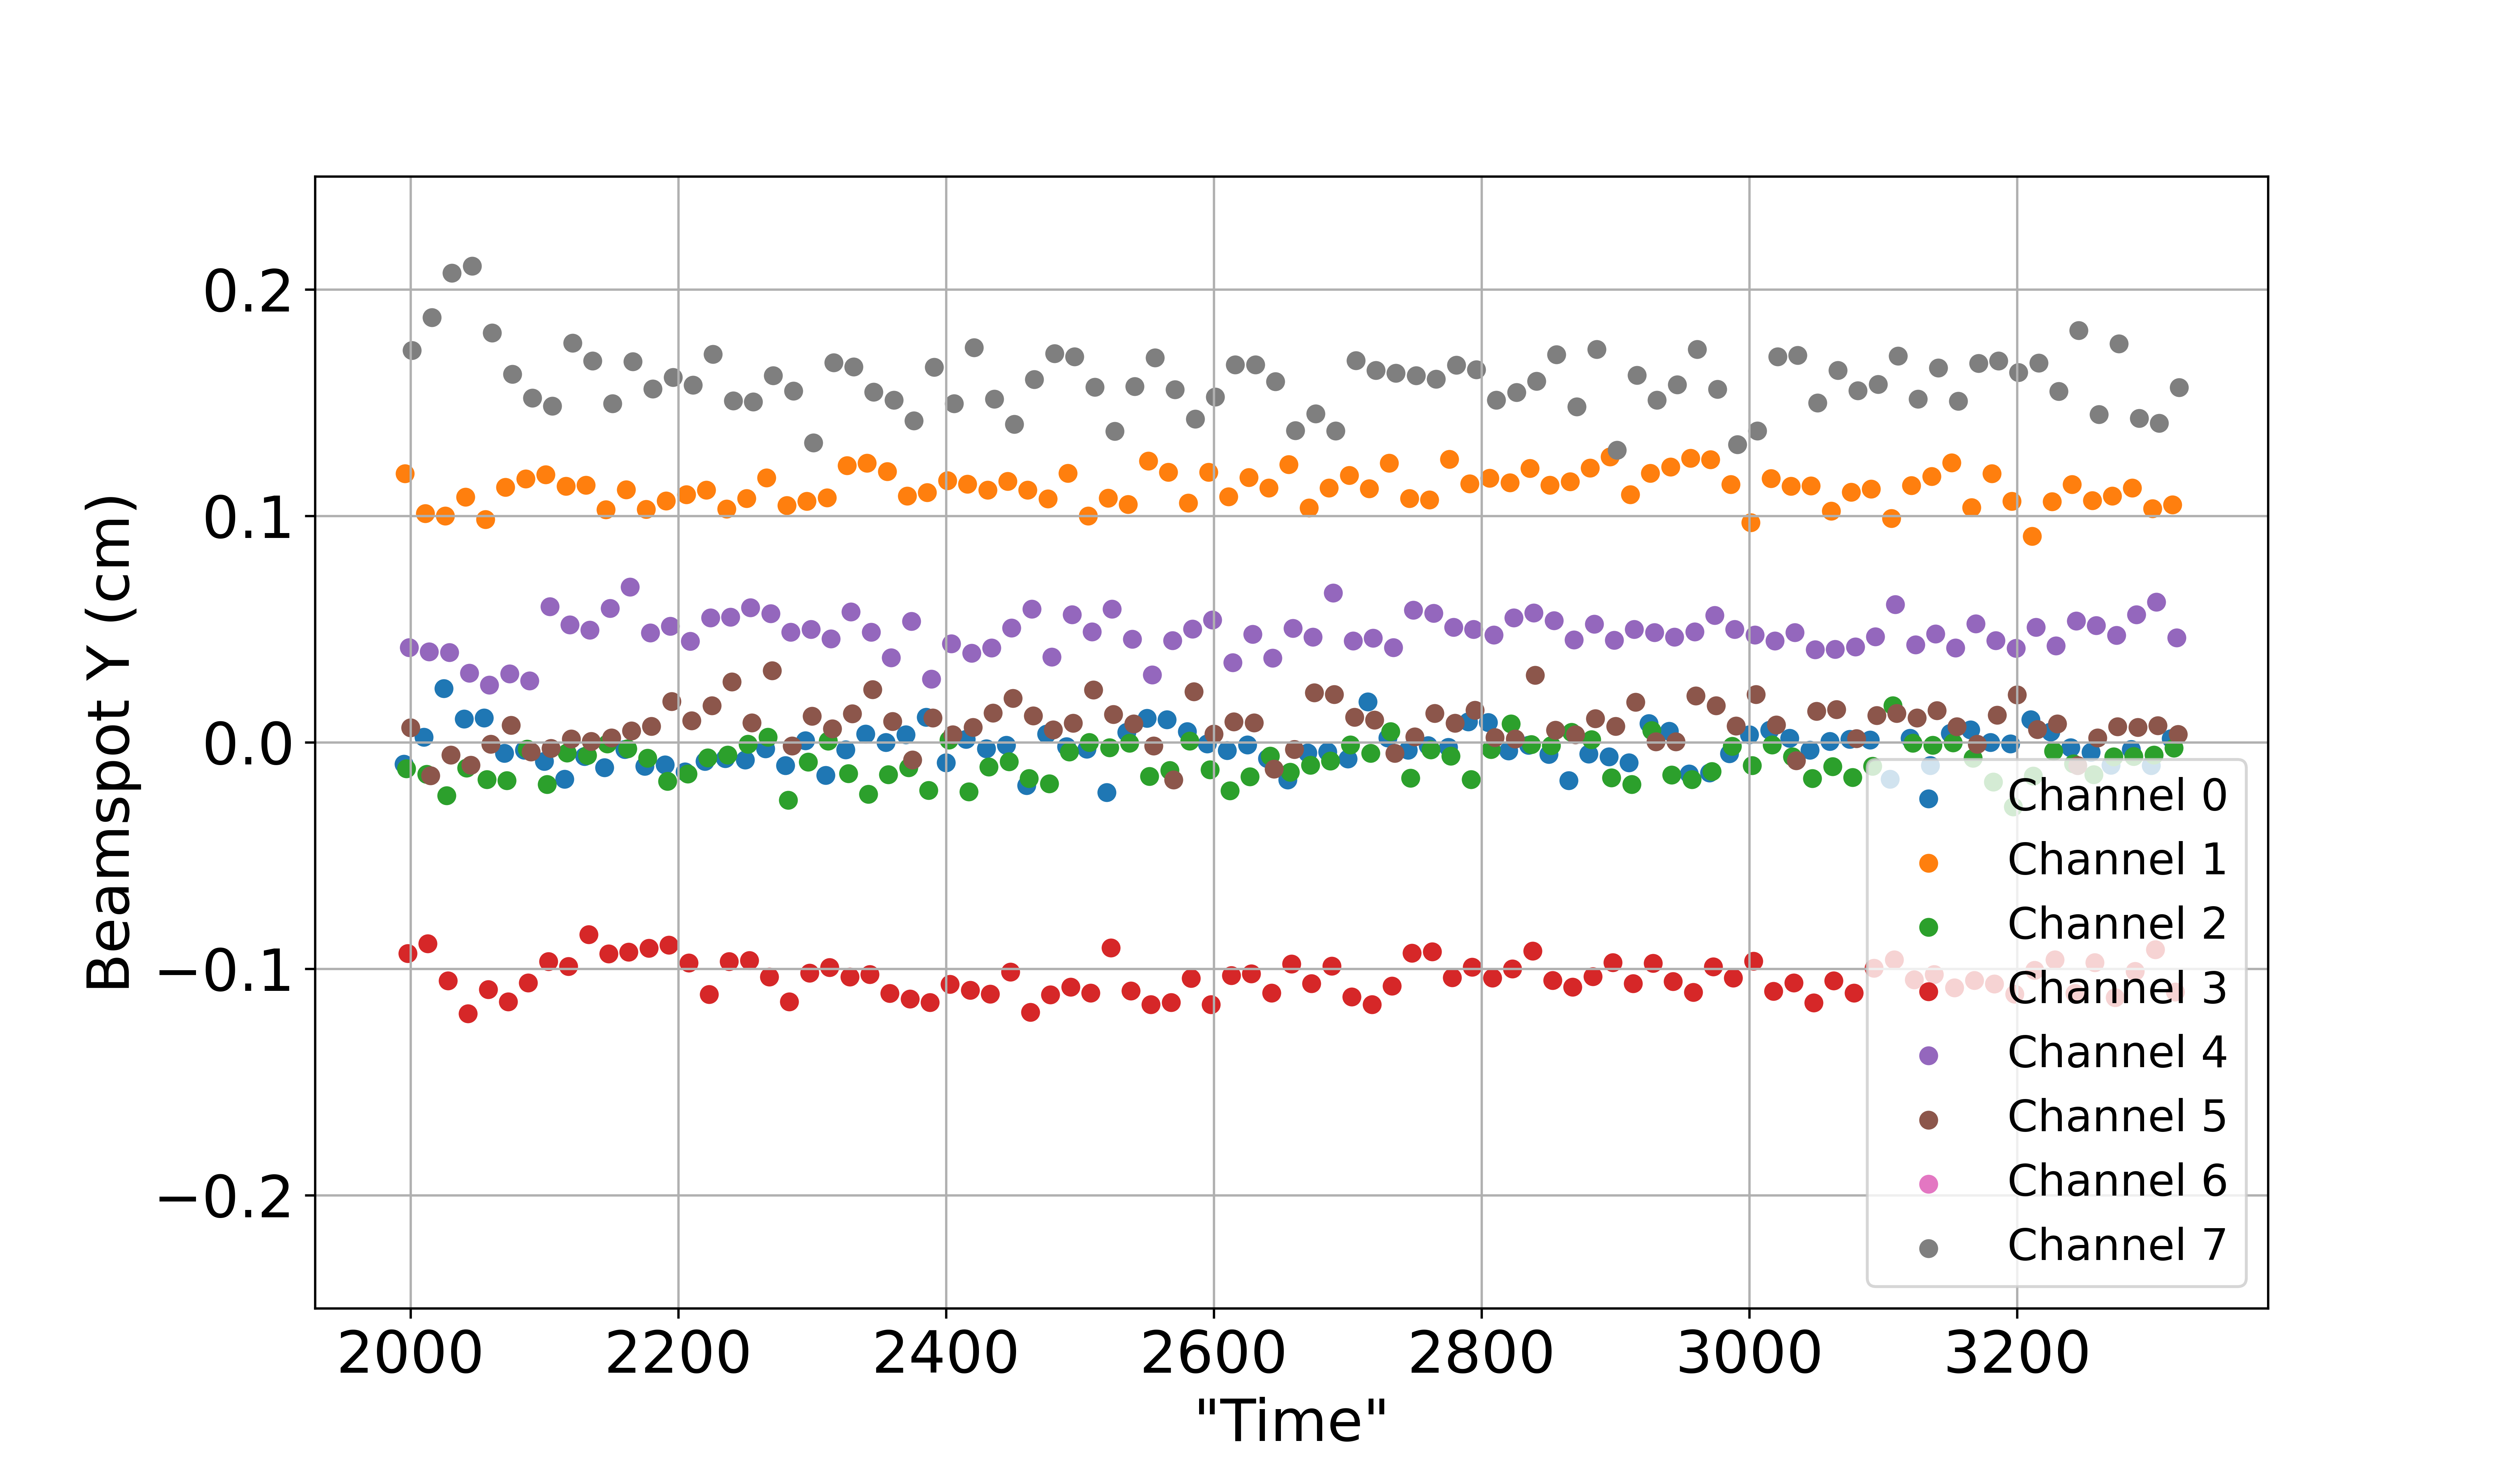 0.2
0.1
0.0
−0.1
−0.2
Beamspot Y (cm)
2000 2200 2400 2600 2800 3000 3200
"Time"
Channel 0
Channel 1
Channel 2
Channel 3
Channel 4
Channel 5
Channel 6
Channel 7